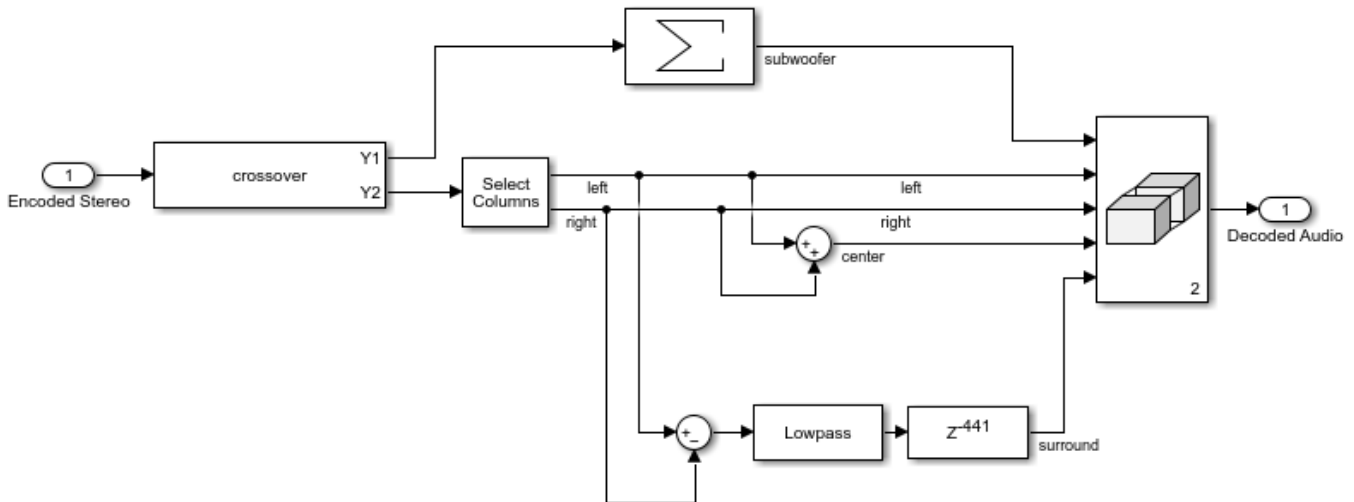 subwoofer
Y1
crossover
Y2
1
Encoded Stereo
Select
Columns
left
left
right
right
+
+
center
2
1
Decoded Audio
+
−
Lowpass
Z-441
surround